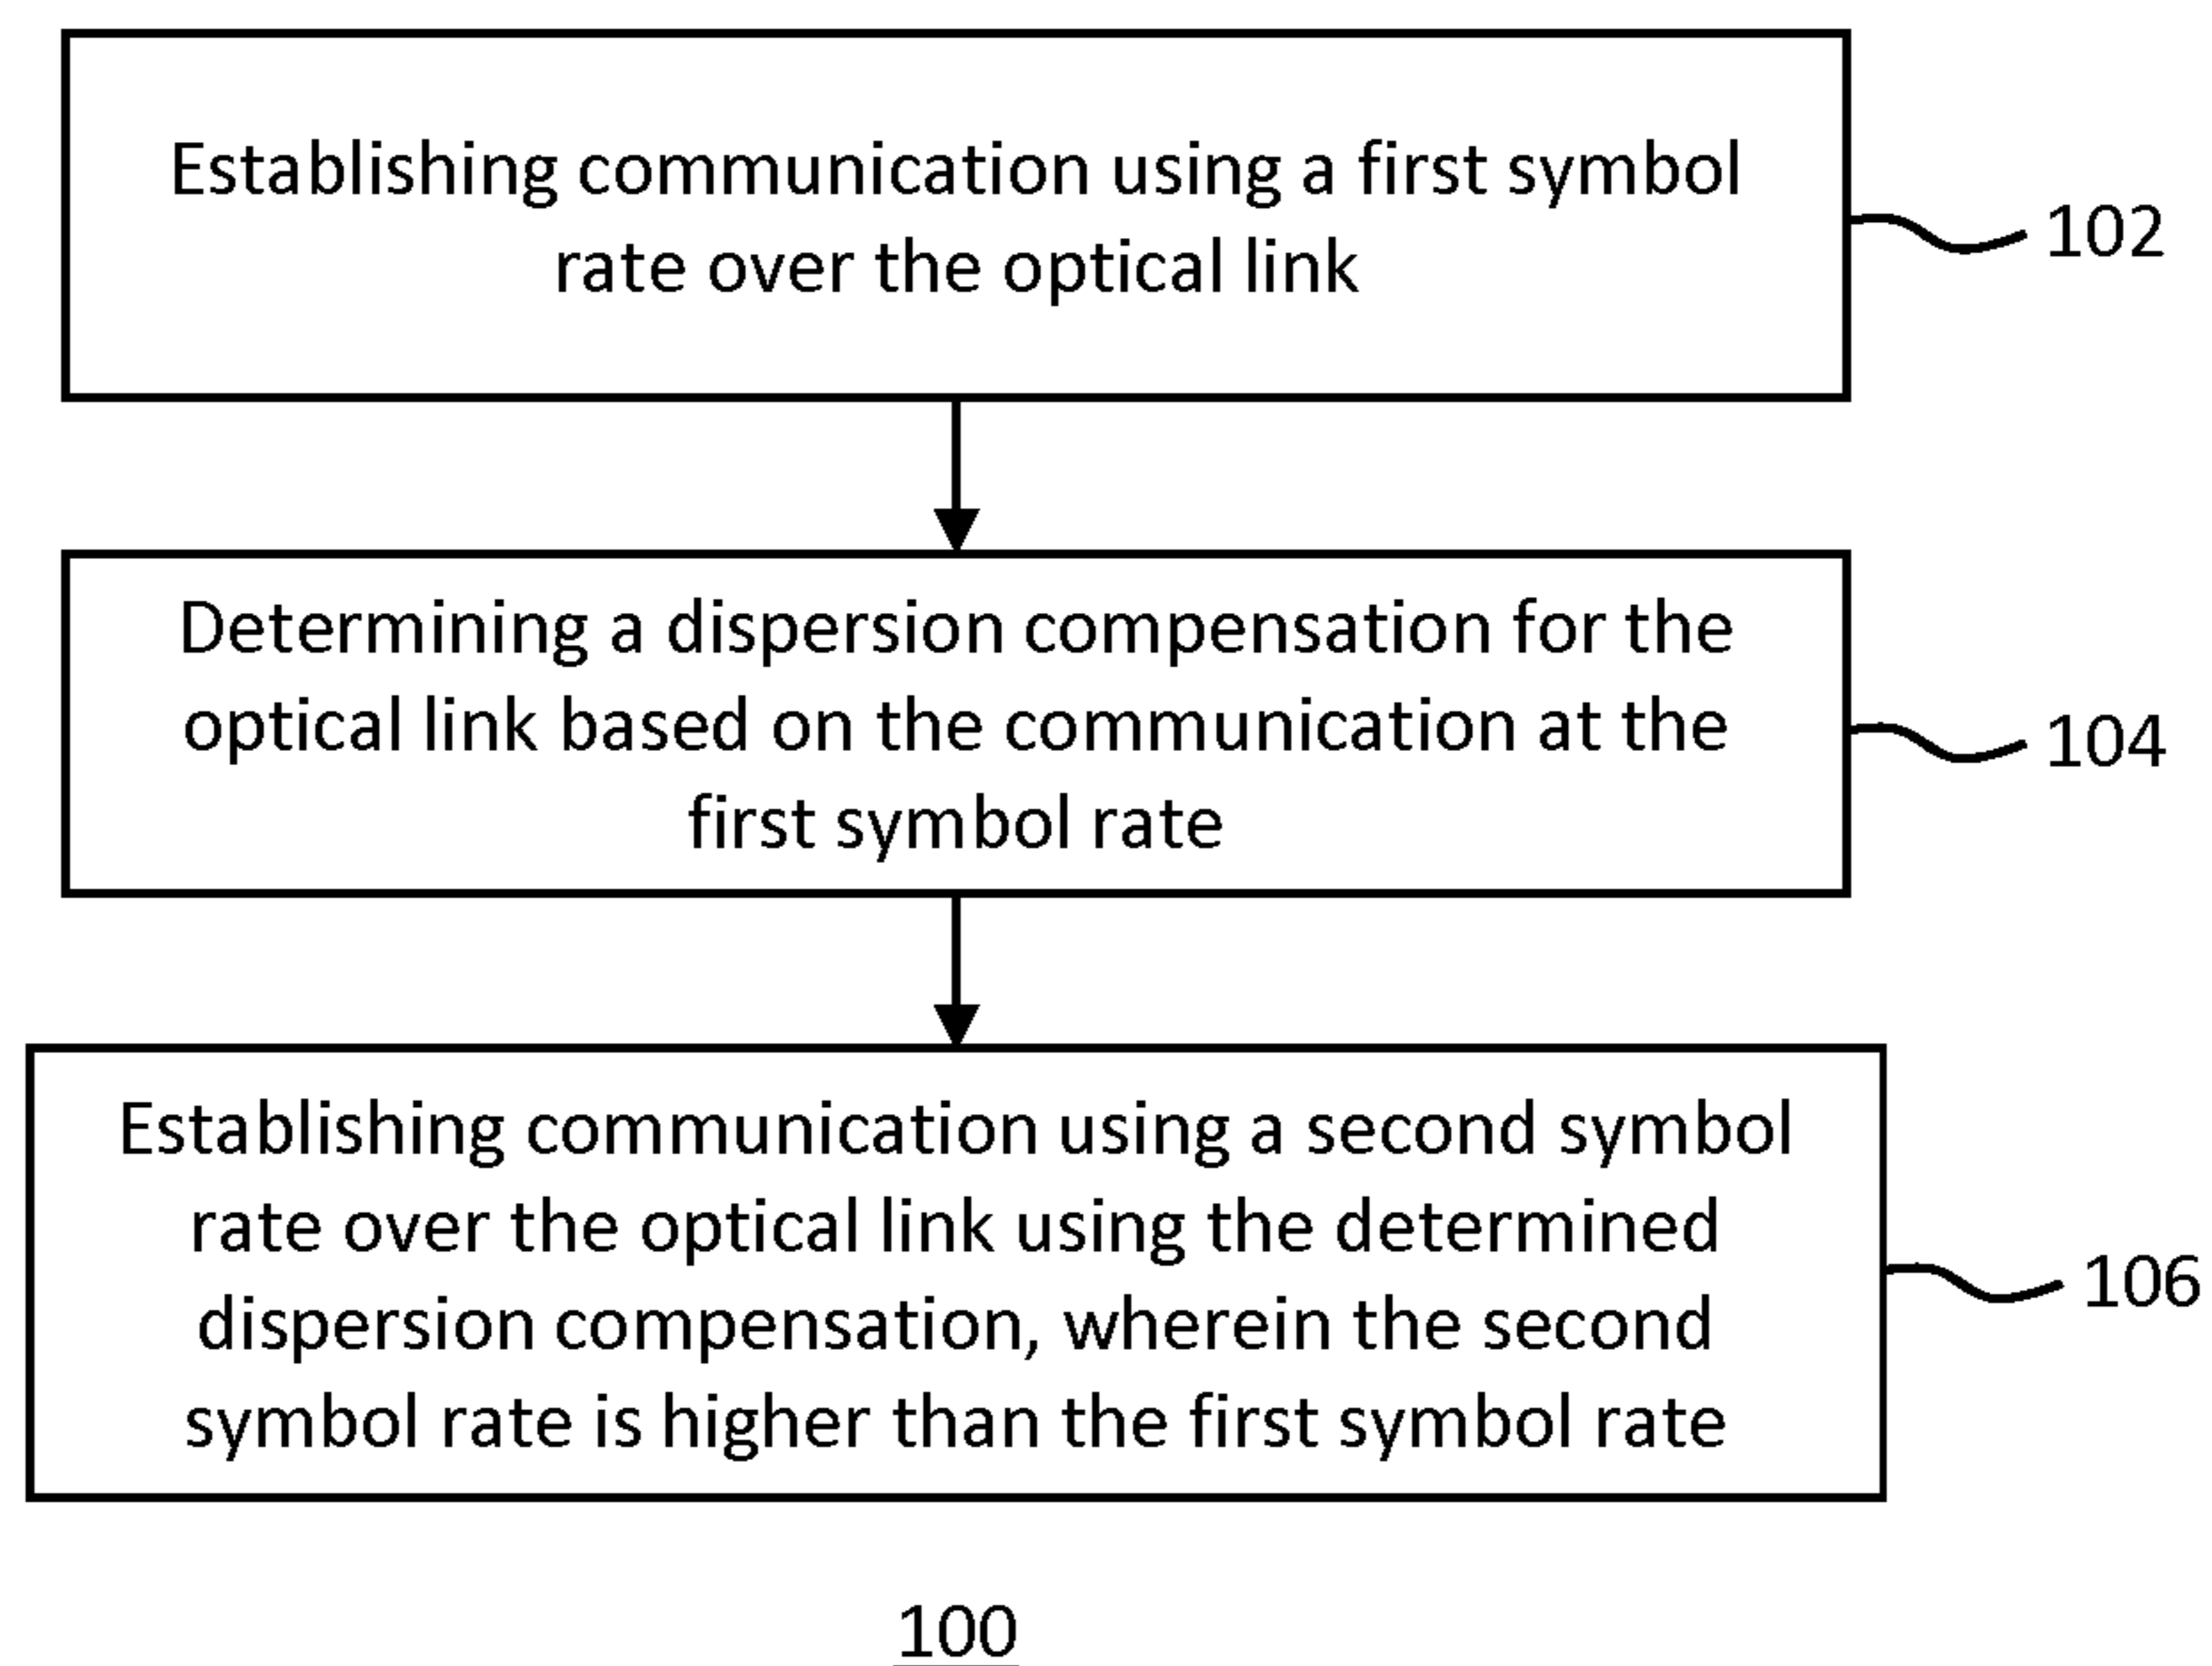 Establishing communication using a first symbol
rate over the optical link
102
Determining a dispersion compensation for the
optical link based on the communication at the
first symbol rate
104
Establishing communication using a second symbol
rate over the optical link using the determined
dispersion compensation, wherein the second
symbol rate is higher than the first symbol rate
106
100